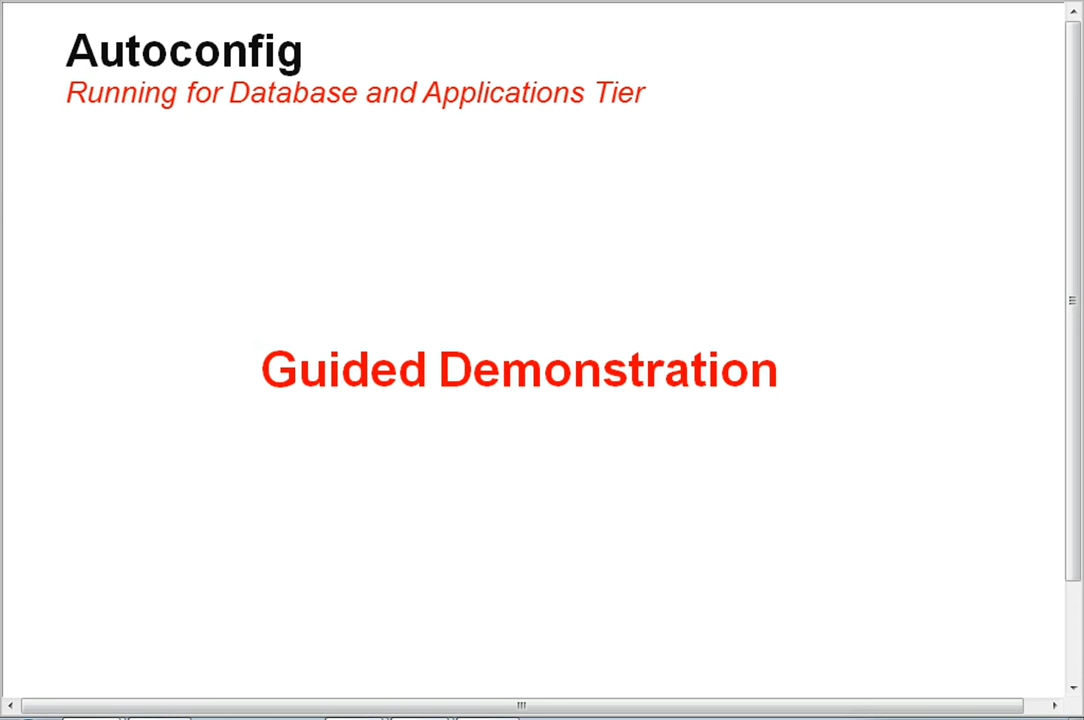 Autoconfig
Running for Database and Applications Tier
Guided Demonstration